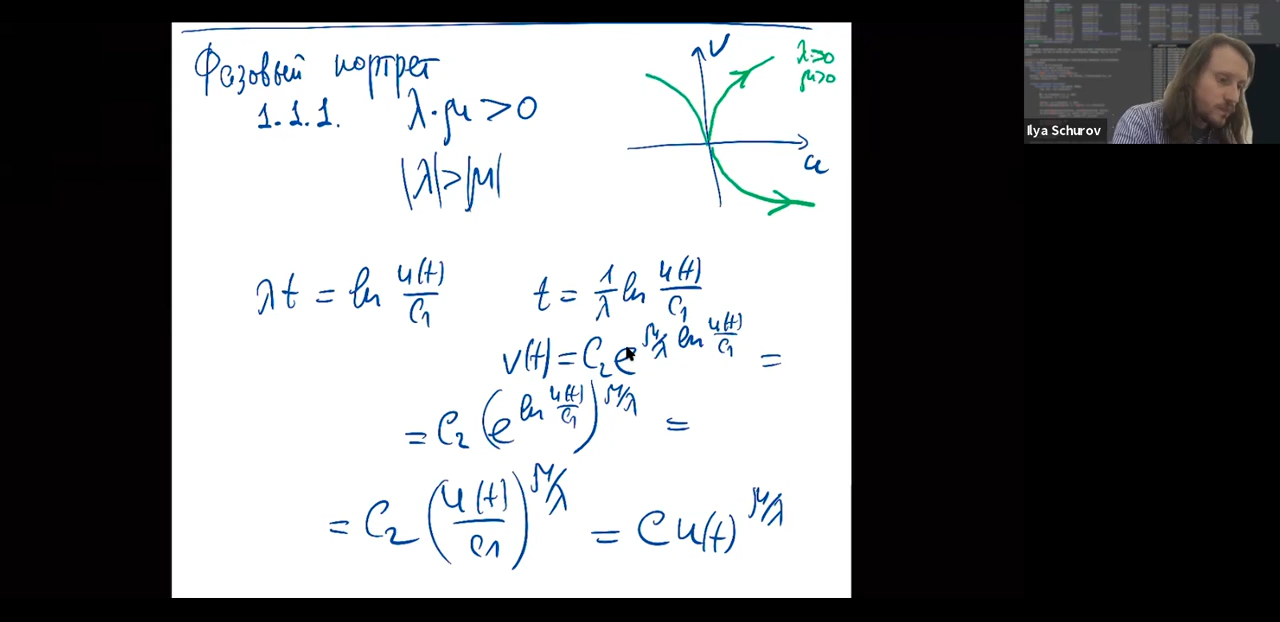 Фазовый портрет
1.1.1. λ·μ>0
|λ|>|μ|
V
λ>0
μ>0
u
λt = ln u(t)/C₁
t = 1/λ ln u(t)/C₁
v(t) = C₂ e^(μ/λ ln u(t)/C₁) =
= C₂ (e^(ln u(t)/C₁))^(μ/λ) =
= C₂ (u(t)/C₁)^(μ/λ) = C u(t)^(μ/λ)
Ilya Schurov